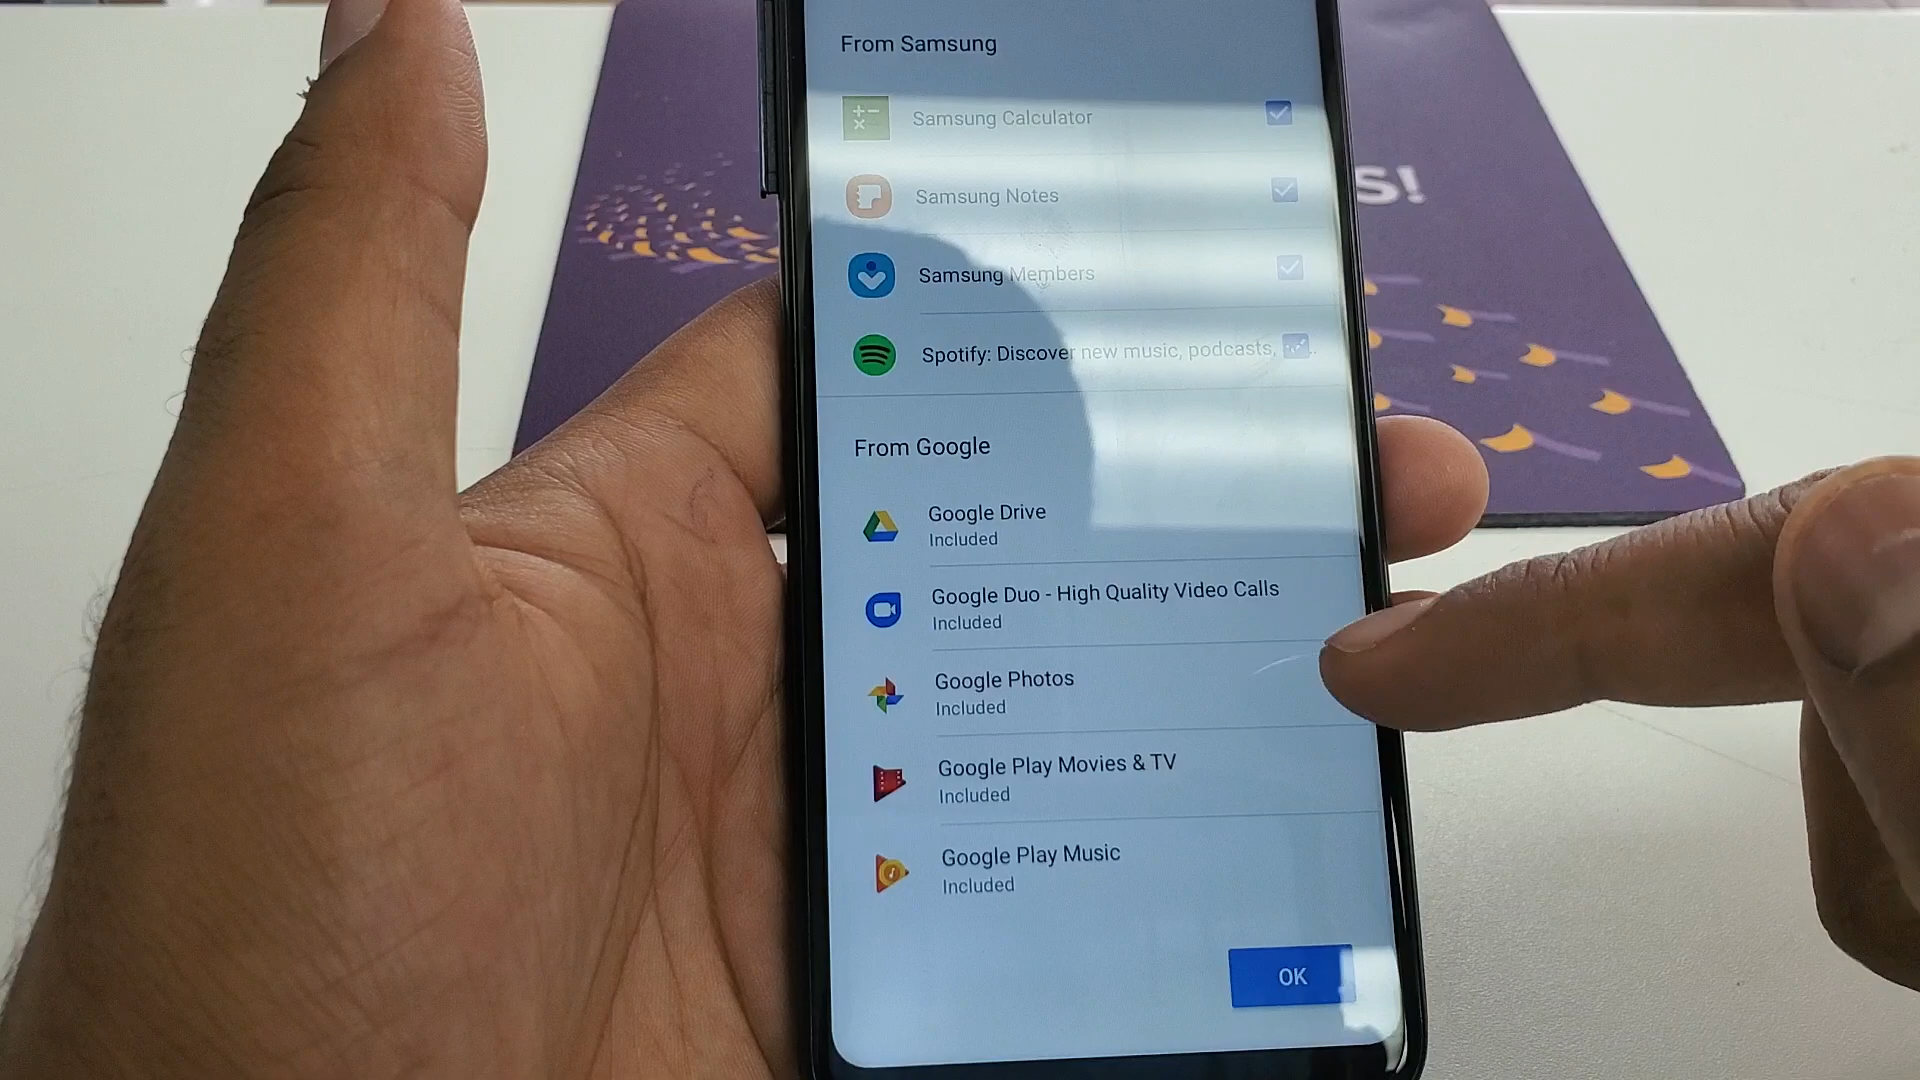 From Samsung
Samsung Calculator
Samsung Notes
Samsung Members
Spotify: Discover new music, podcasts, ...
From Google
Google Drive
Included
Google Duo - High Quality Video Calls
Included
Google Photos
Included
Google Play Movies & TV
Included
Google Play Music
Included
OK
S!